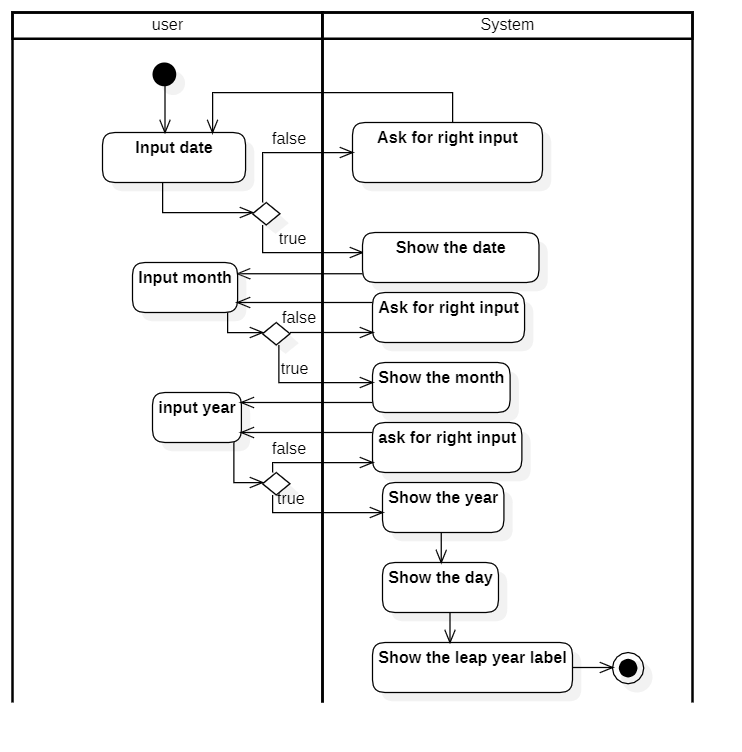 user
System
false
Ask for right input
Input date
true
Show the date
Input month
Ask for right input
false
true
Show the month
input year
ask for right input
false
true
Show the year
Show the day
Show the leap year label